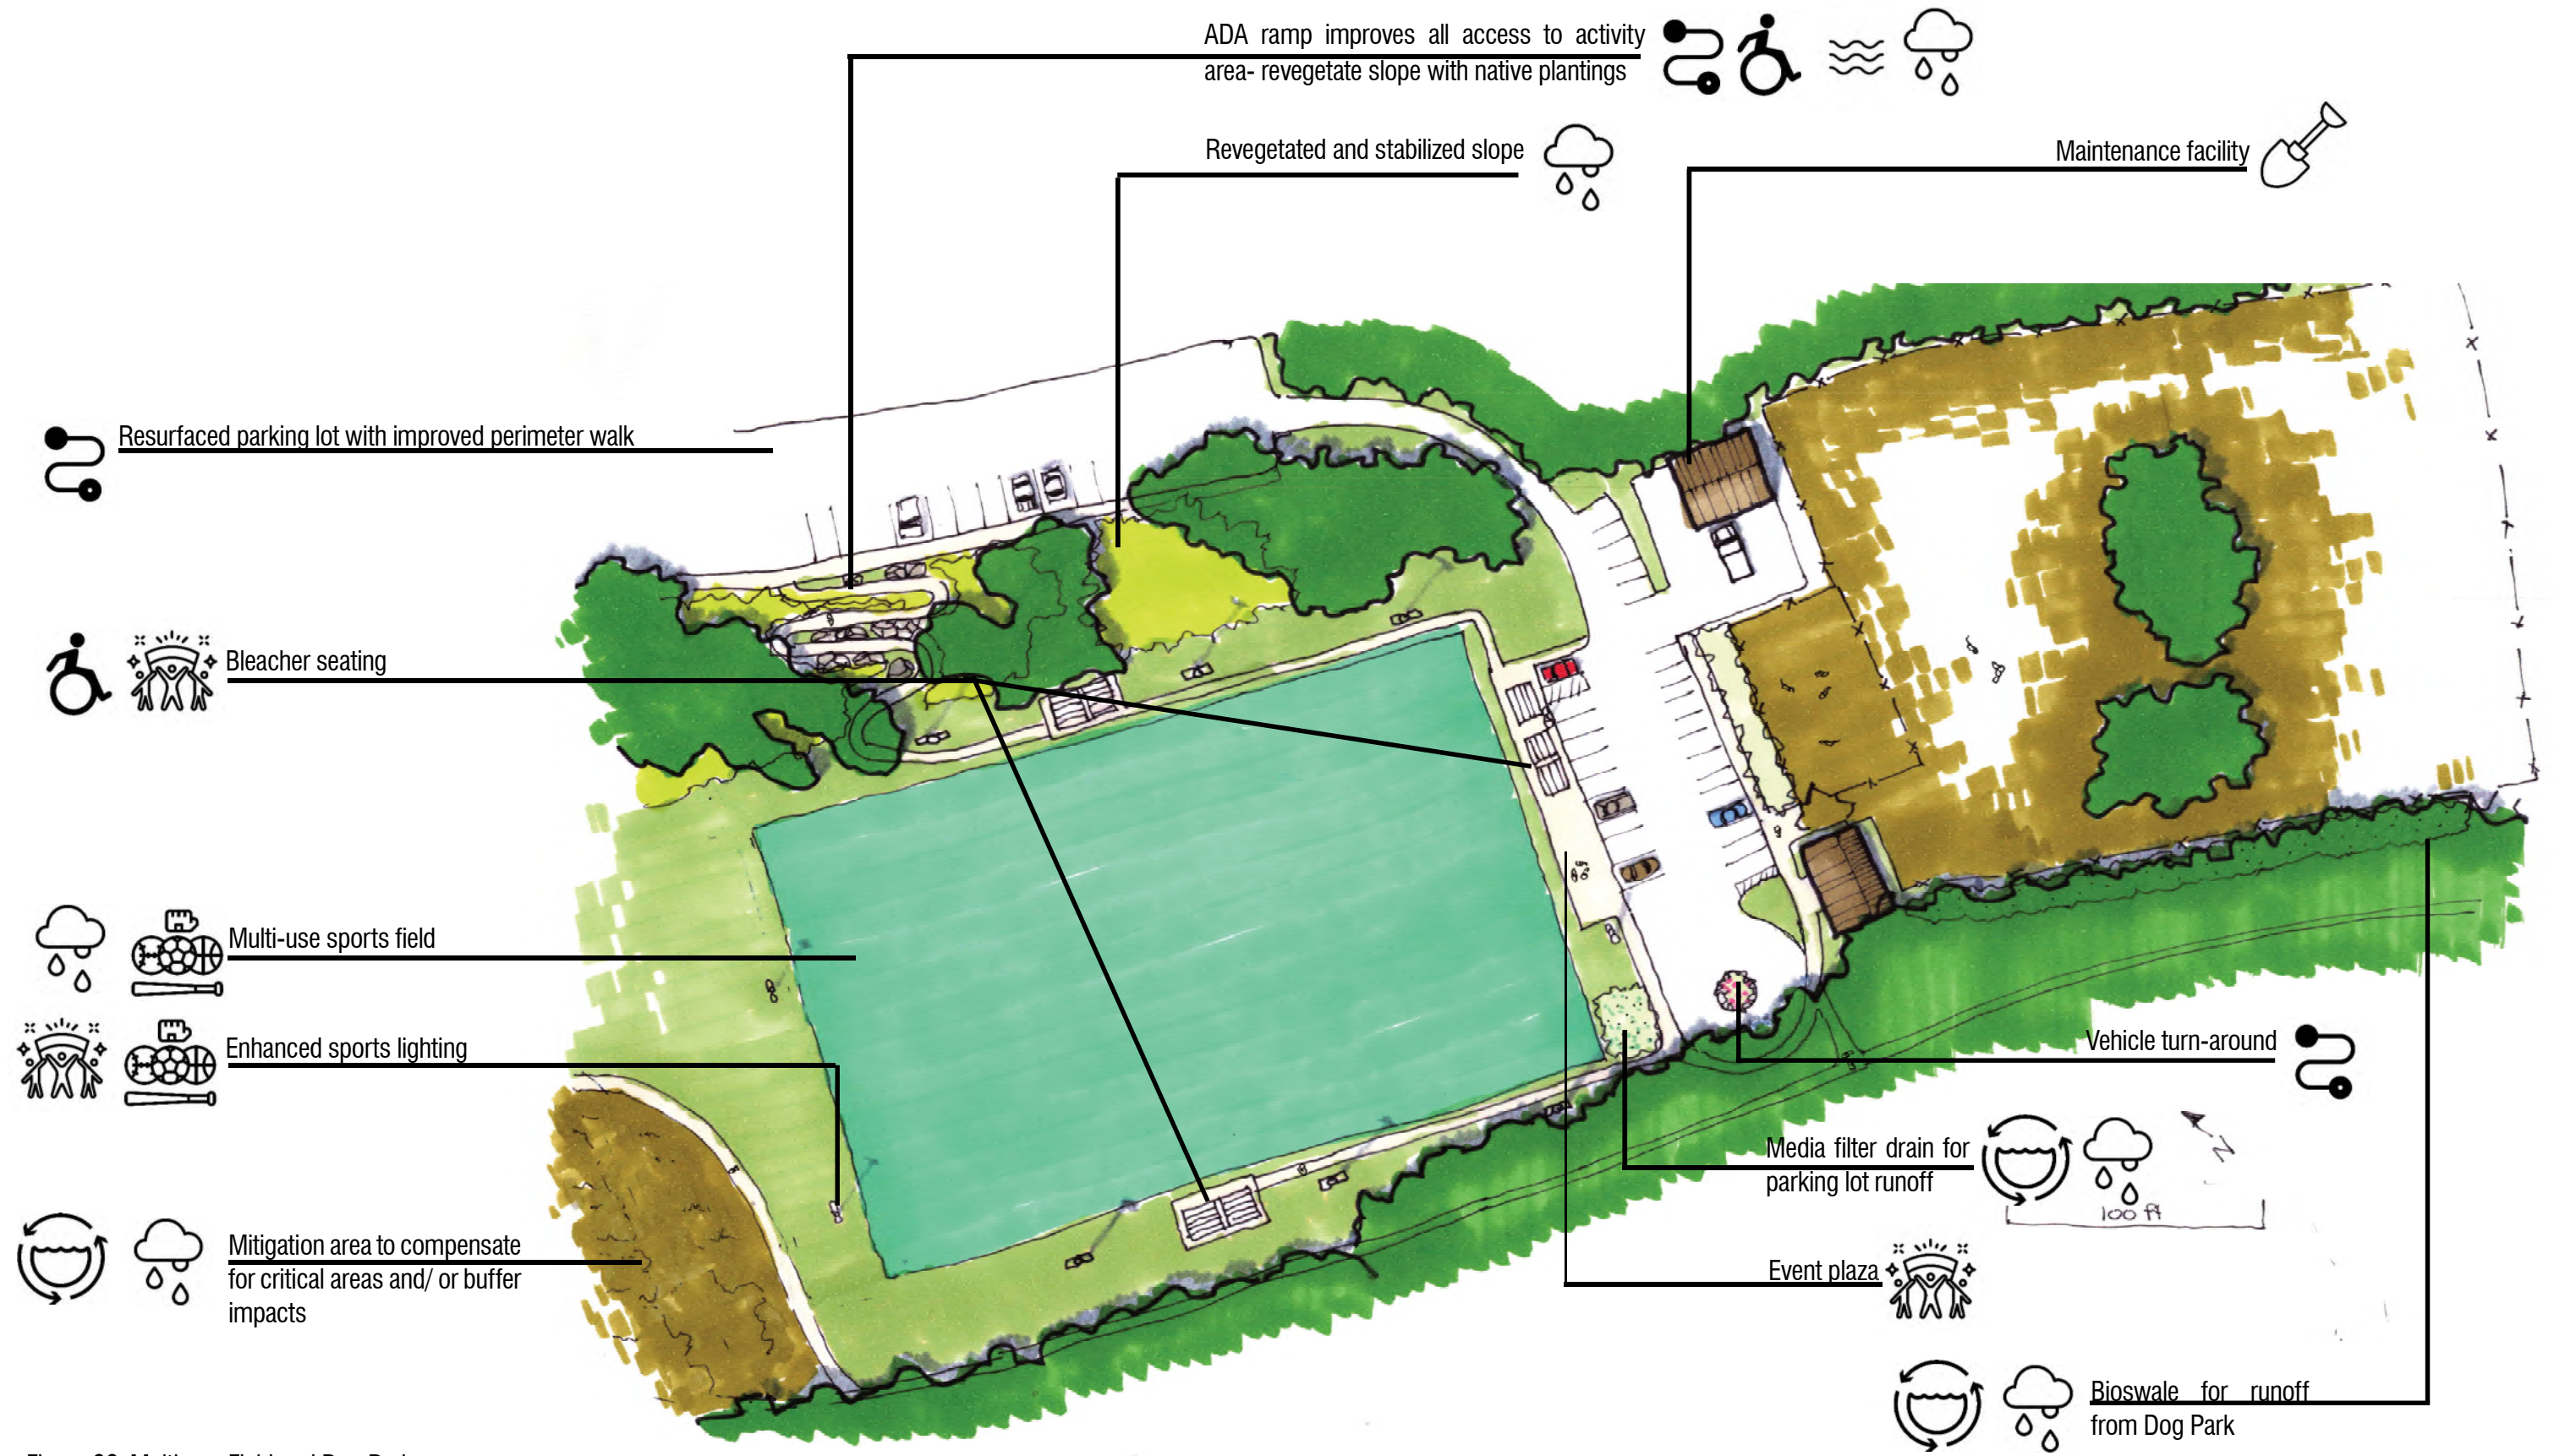 ADA ramp improves all access to activity
area- revegetate slope with native plantings
Revegetated and stabilized slope
Maintenance facility
Resurfaced parking lot with improved perimeter walk
Bleacher seating
Multi-use sports field
Enhanced sports lighting
Vehicle turn-around
Media filter drain for
parking lot runoff
N
100 ft
Mitigation area to compensate
for critical areas and/ or buffer
impacts
Event plaza
Bioswale for runoff
from Dog Park